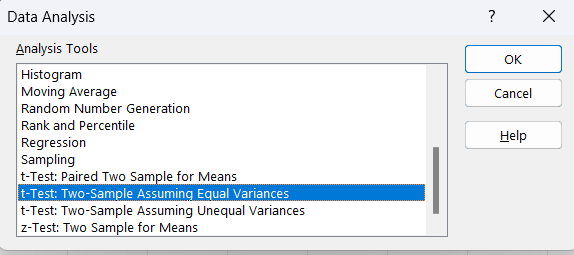 Data Analysis
?
Analysis Tools
Histogram
Moving Average
Random Number Generation
Rank and Percentile
Regression
Sampling
t-Test: Paired Two Sample for Means
t-Test: Two-Sample Assuming Equal Variances
t-Test: Two-Sample Assuming Unequal Variances
z-Test: Two Sample for Means
OK
Cancel
Help